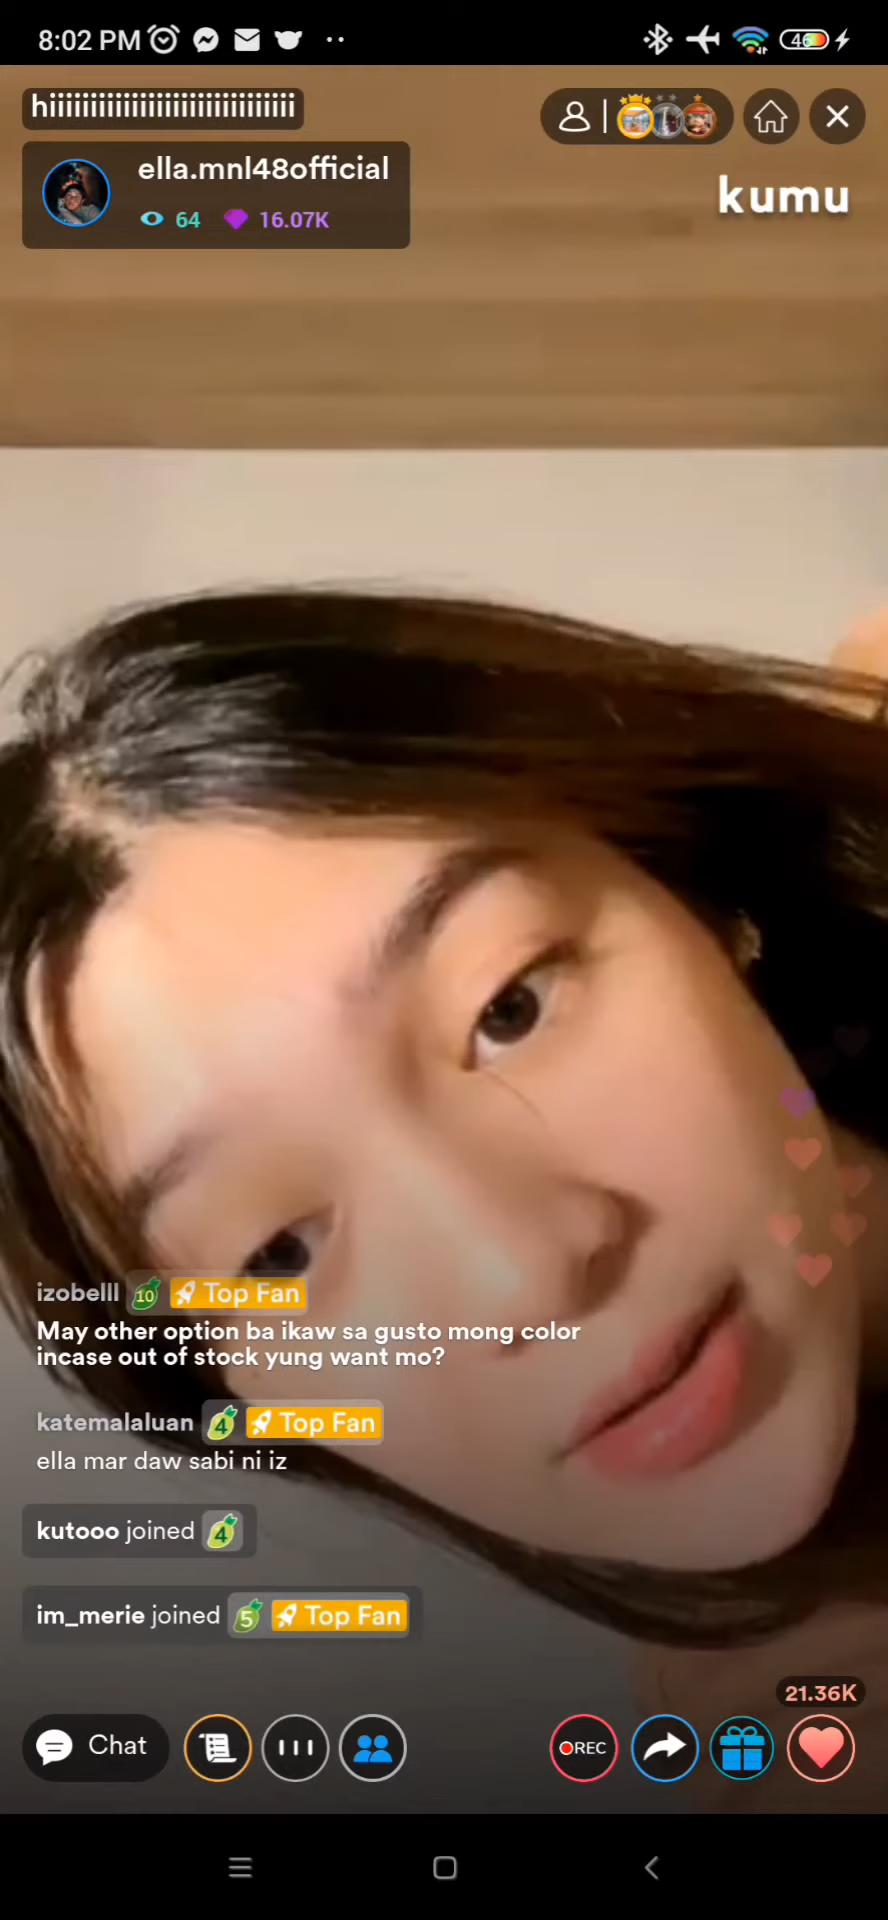 8:02 PM
46
hiiiiiiiiiiiiiiiiiiiiiiiiiiiiii
ella.mnl48official
64 16.07K
kumu
izobelll 10 Top Fan
May other option ba ikaw sa gusto mong color
incase out of stock yung want mo?
katemalaluan 4 Top Fan
ella mar daw sabi ni iz
kutooo joined 4
im_merie joined 5 Top Fan
21.36K
Chat
REC